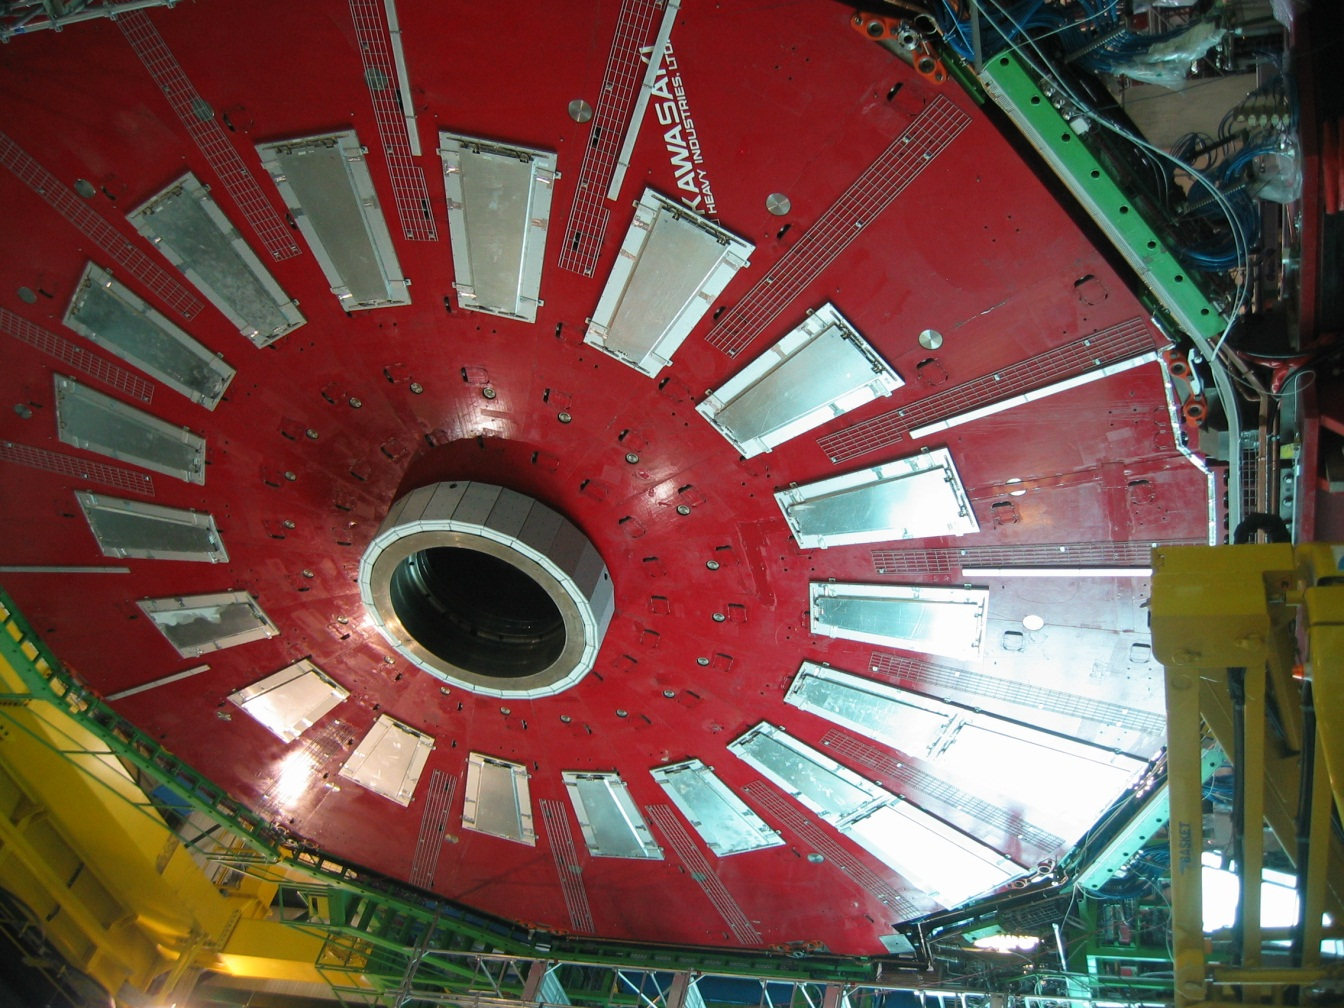 KAWASAKI
HEAVY INDUSTRIES, LTD.
BASKET